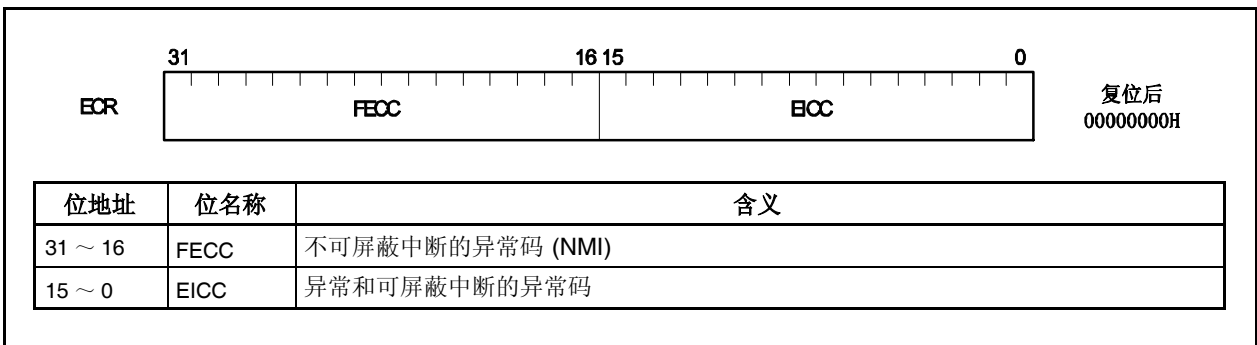 31 16 15 0
ECR FECC EICC 复位后
00000000H
位地址 位名称 含义
31 ～ 16 FECC 不可屏蔽中断的异常码 (NMI)
15 ～ 0 EICC 异常和可屏蔽中断的异常码